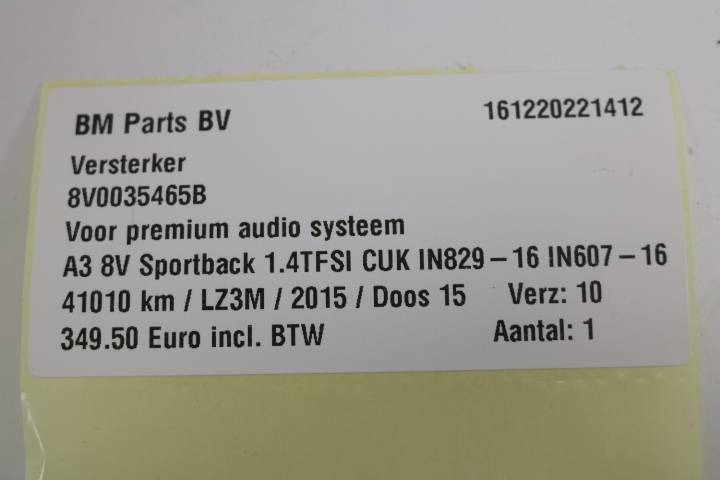 BM Parts BV 161220221412
Versterker
8V0035465B
Voor premium audio systeem
A3 8V Sportback 1.4TFSI CUK IN829-16 IN607-16
41010 km / LZ3M / 2015 / Doos 15 Verz: 10
349.50 Euro incl. BTW Aantal: 1